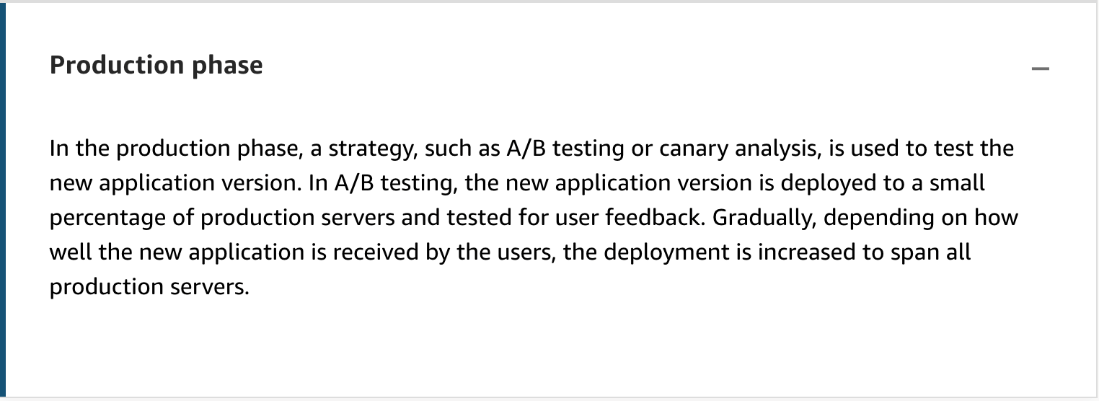 Production phase
In the production phase, a strategy, such as A/B testing or canary analysis, is used to test the
new application version. In A/B testing, the new application version is deployed to a small
percentage of production servers and tested for user feedback. Gradually, depending on how
well the new application is received by the users, the deployment is increased to span all
production servers.